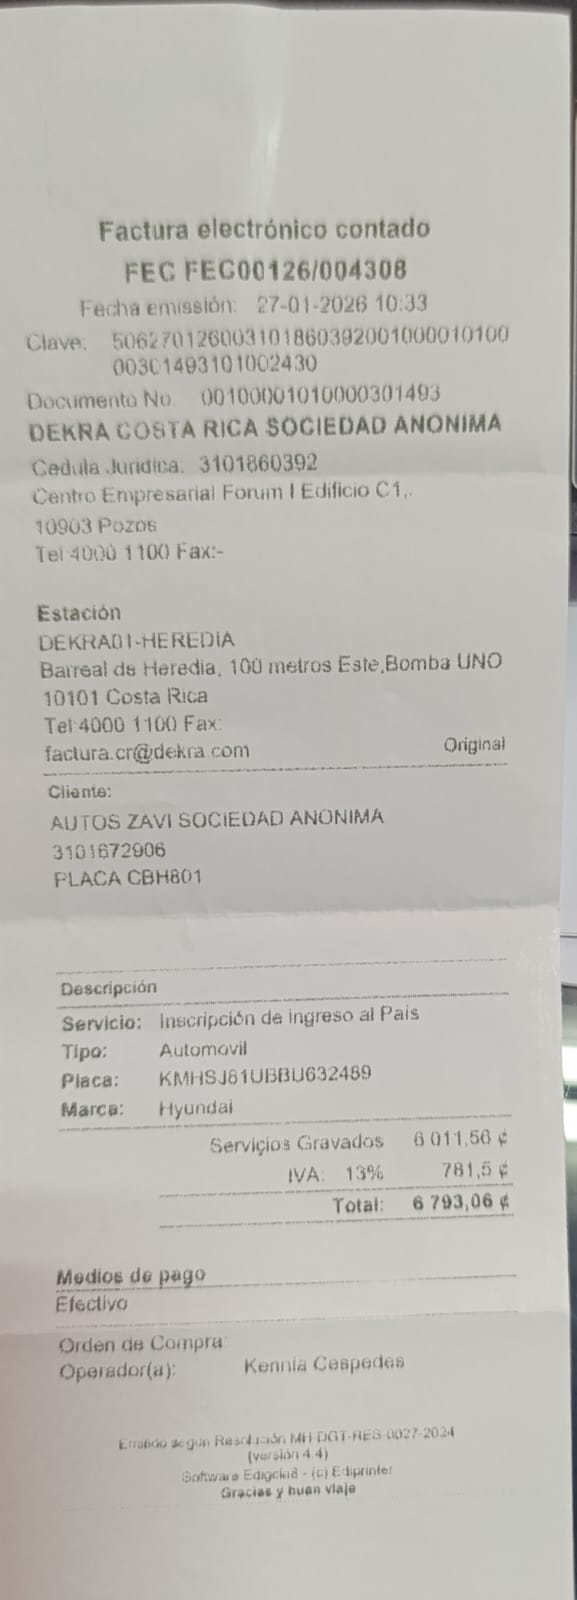 Factura electrónico contado
FEC FEC00126/004308
Fecha emisión: 27-01-2026 10:33
Clave: 50627012600310186039200100001010
000301493101002430
Documento No. 00100001010000301493
DEKRA COSTA RICA SOCIEDAD ANONIMA
Cedula Juridica: 3101860392
Centro Empresarial Forum I Edificio C1,.
10903 Pozos
Tel 4000 1100 Fax:-
Estación
DEKRA01-HEREDIA
Barreal de Heredia, 100 metros Este,Bomba UNO
10101 Costa Rica
Tel:4000 1100 Fax:
factura.cr@dekra.com Original
Cliente:
AUTOS ZAVI SOCIEDAD ANONIMA
3101672906
PLACA CBH801
Descripción
Servicio: Inscripción de ingreso al País
Tipo: Automovil
Placa: KMHSJ81UBBU632489
Marca: Hyundai
Servicios Gravados 6 011,56 ¢
IVA: 13% 781,5 ¢
Total: 6 793,06 ¢
Medios de pago
Efectivo
Orden de Compra:
Operador(a): Kennia Cespedes
Emitido según Resolución MH-DGT-RES-0027-2024
(versión 4.4)
Software - (c) Ediprinter
Gracias y buen viaje